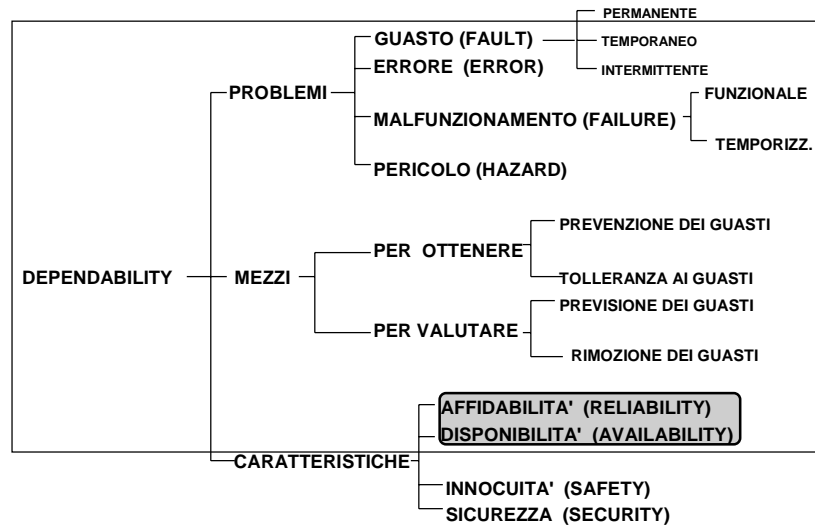 PERMANENTE
GUASTO (FAULT)
TEMPORANEO
ERRORE (ERROR)
INTERMITTENTE
PROBLEMI
FUNZIONALE
MALFUNZIONAMENTO (FAILURE)
TEMPORIZZ.
PERICOLO (HAZARD)
PREVENZIONE DEI GUASTI
PER OTTENERE
DEPENDABILITY
MEZZI
TOLLERANZA AI GUASTI
PREVISIONE DEI GUASTI
PER VALUTARE
RIMOZIONE DEI GUASTI
AFFIDABILITA' (RELIABILITY)
DISPONIBILITA' (AVAILABILITY)
CARATTERISTICHE
INNOCUITA' (SAFETY)
SICUREZZA (SECURITY)